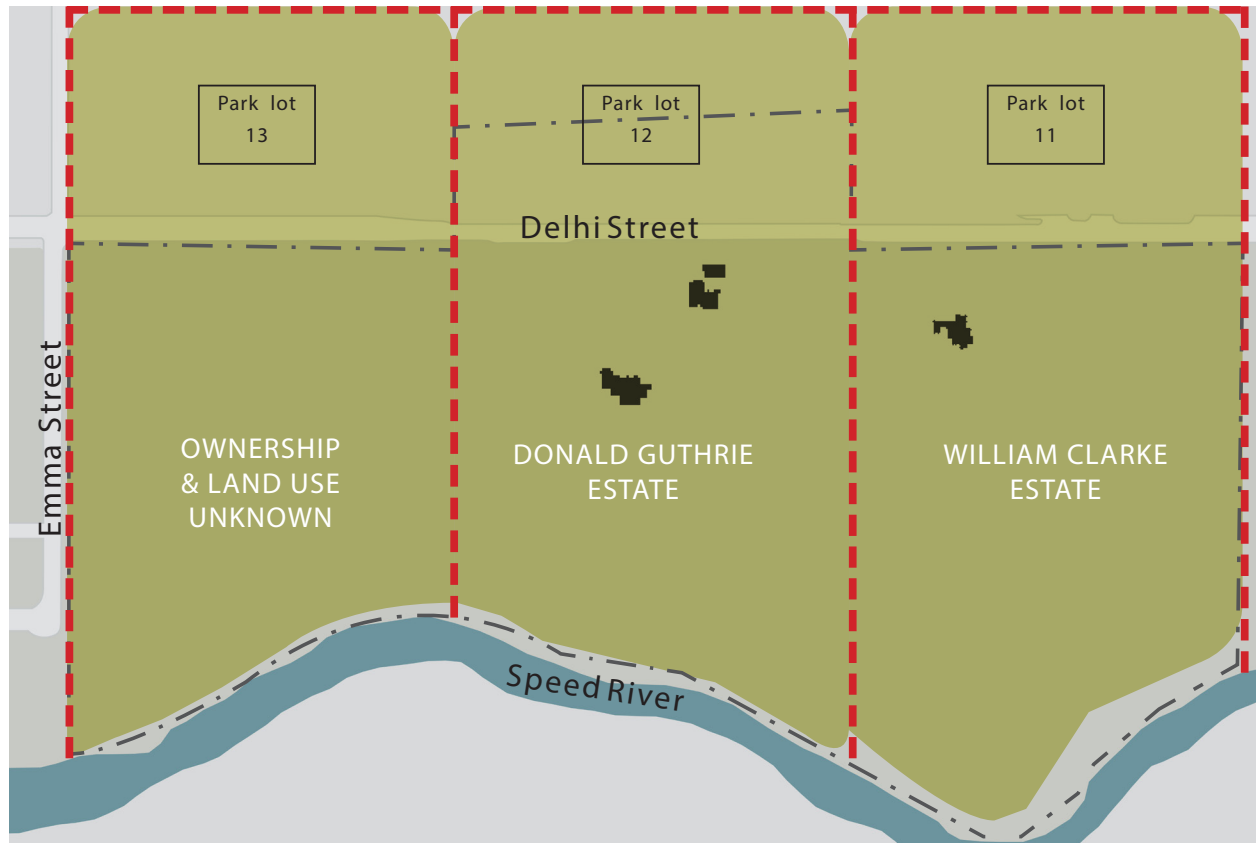 Park lot
13
Park lot
12
Park lot
11
Delhi Street
Emma Street
OWNERSHIP
& LAND USE
UNKNOWN
DONALD GUTHRIE
ESTATE
WILLIAM CLARKE
ESTATE
Speed River